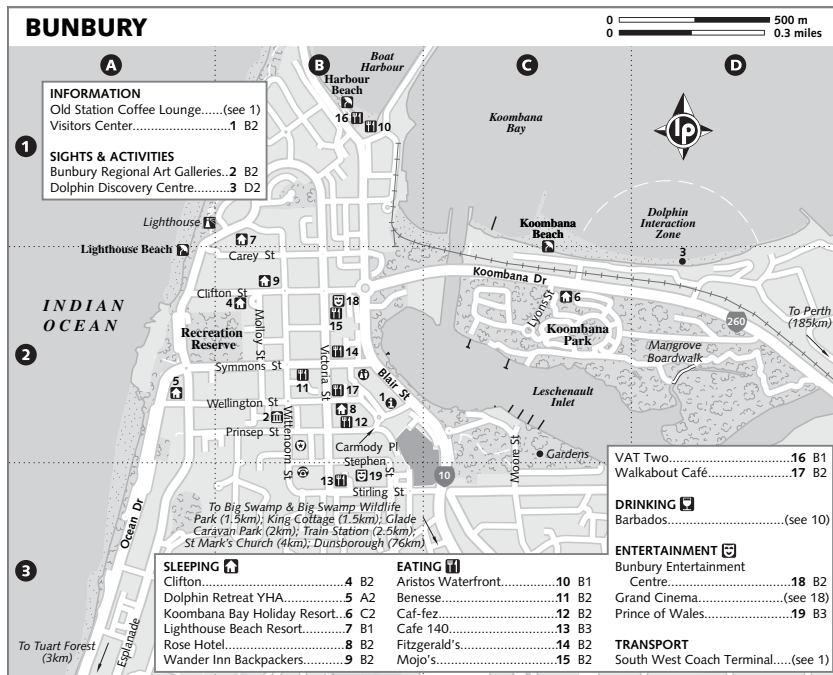 BUNBURY
0 500 m
0 0.3 miles
A
B
C
D
1
2
3
INFORMATION
Old Station Coffee Lounge......(see 1)
Visitors Center..........................1 B2
SIGHTS & ACTIVITIES
Bunbury Regional Art Galleries..2 B2
Dolphin Discovery Centre.........3 D2
Boat
Harbour
Harbour
Beach
16
10
Koombana
Bay
lp
Lighthouse
Lighthouse Beach
7
Carey St
Koombana
Beach
Dolphin
Interaction
Zone
3
INDIAN
OCEAN
9
Clifton St
4
18
15
Koombana Dr
Lyons St
6
Koombana
Park
260
To Perth
(185km)
Recreation
Reserve
Molloy St
Victoria St
14
Mangrove
Boardwalk
Symmons St
11
Blair St
5
17
1
Leschenault
Inlet
Wellington St
8
2
12
Prinsep St
Wittenoom St
Carmody Pl
Stephen St
Moore St
Gardens
13
19
10
Stirling St
Ocean Dr
To Big Swamp & Big Swamp Wildlife
Park (1.5km); King Cottage (1.5km); Glade
Caravan Park (2km); Train Station (2.5km);
St Mark's Church (4km); Dunsborough (76km)
To Tuart Forest
(3km)
Esplanade
SLEEPING
Clifton..............................4 B2
Dolphin Retreat YHA........5 A2
Koombana Bay Holiday Resort..6 C2
Lighthouse Beach Resort......7 B1
Rose Hotel........................8 B2
Wander Inn Backpackers......9 B2
EATING
Aristos Waterfront............10 B1
Benesse............................11 B2
Caf-fez.............................12 B2
Cafe 140..........................13 B3
Fitzgerald's.......................14 B2
Mojo's..............................15 B2
VAT Two............................16 B1
Walkabout Café...................17 B2
DRINKING
Barbados..............................(see 10)
ENTERTAINMENT
Bunbury Entertainment
Centre..............................18 B2
Grand Cinema.....................(see 18)
Prince of Wales....................19 B3
TRANSPORT
South West Coach Terminal.....(see 1)